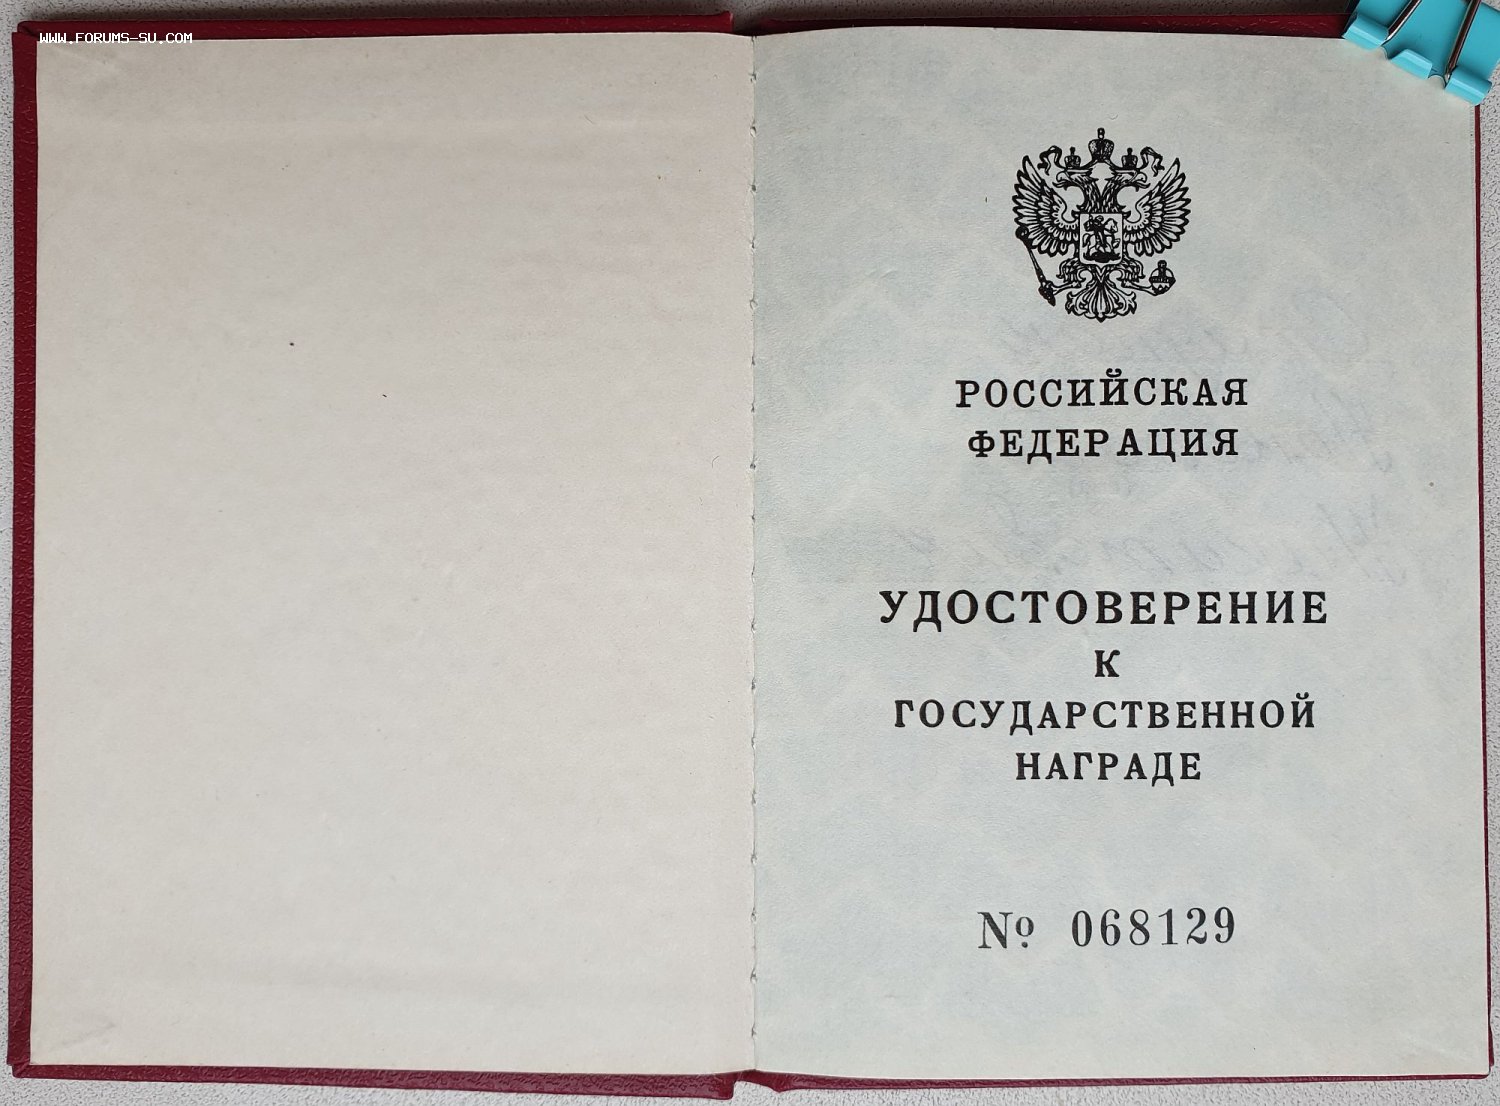 WWW.FORUMS-SU.COM
РОССИЙСКАЯ
ФЕДЕРАЦИЯ
УДОСТОВЕРЕНИЕ
К
ГОСУДАРСТВЕННОЙ
НАГРАДЕ
№ 068129